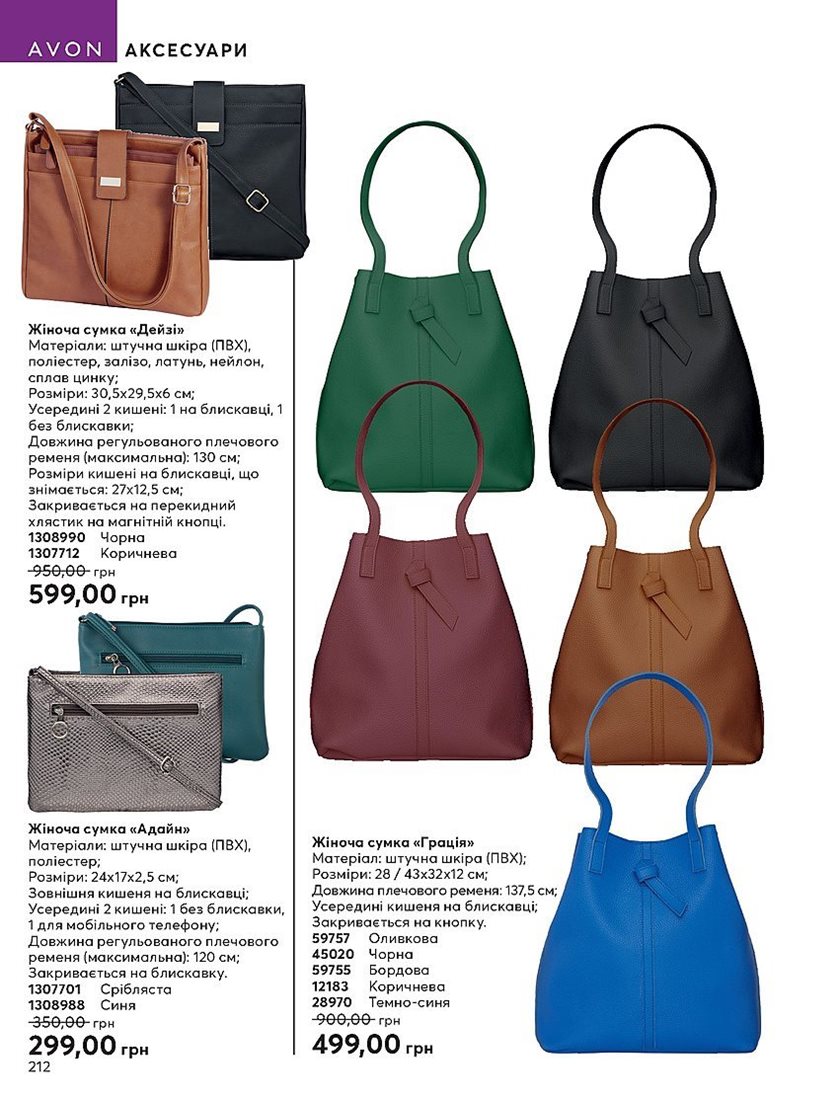 AVON АКСЕСУАРИ
Жіноча сумка «Дейзі»
Матеріали: штучна шкіра (ПВХ),
поліестер, залізо, латунь, нейлон,
сплав цинку;
Розміри: 30,5х29,5х6 см;
Усередині 2 кишені: 1 на блискавці, 1
без блискавки;
Довжина регульованого плечового
ременя (максимальна): 130 см;
Розміри кишені на блискавці, що
знімається: 27х12,5 см;
Закривається на перекидний
хлястик на магнітній кнопці.
1308990 Чорна
1307712 Коричнева
950,00 грн
599,00 грн
Жіноча сумка «Адайн»
Матеріали: штучна шкіра (ПВХ),
поліестер;
Розміри: 24х17х2,5 см;
Зовнішня кишеня на блискавці;
Усередині 2 кишені: 1 без блискавки,
1 для мобільного телефону;
Довжина регульованого плечового
ременя (максимальна): 120 см;
Закривається на блискавку.
1307701 Срібляста
1308988 Синя
350,00 грн
299,00 грн
212
Жіноча сумка «Грація»
Матеріал: штучна шкіра (ПВХ);
Розміри: 28 / 43х32х12 см;
Довжина плечового ременя: 137,5 см;
Усередині кишеня на блискавці;
Закривається на кнопку.
59757 Оливкова
45020 Чорна
59755 Бордова
12183 Коричнева
28970 Темно-синя
900,00 грн
499,00 грн